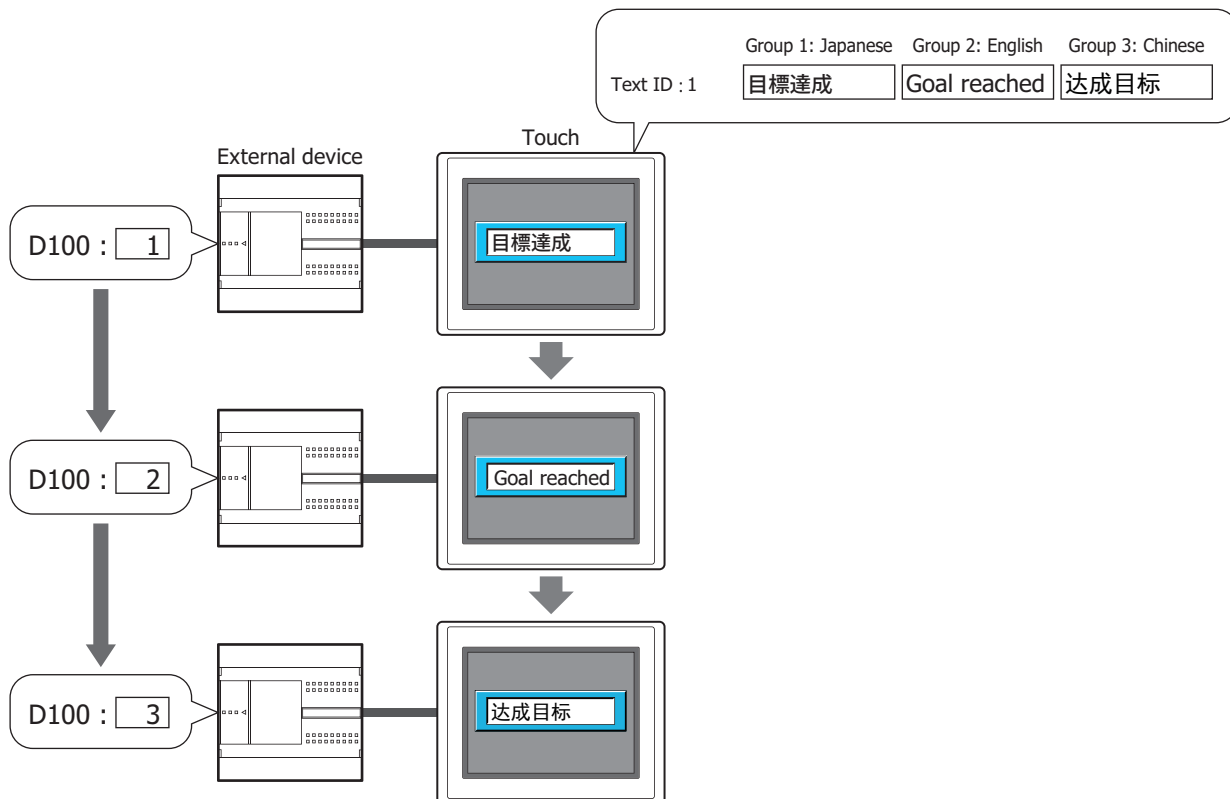 Group 1: Japanese Group 2: English Group 3: Chinese
Text ID : 1 目標達成 Goal reached 达成目标
Touch
External device
D100 : 1
目標達成
D100 : 2
Goal reached
D100 : 3
达成目标